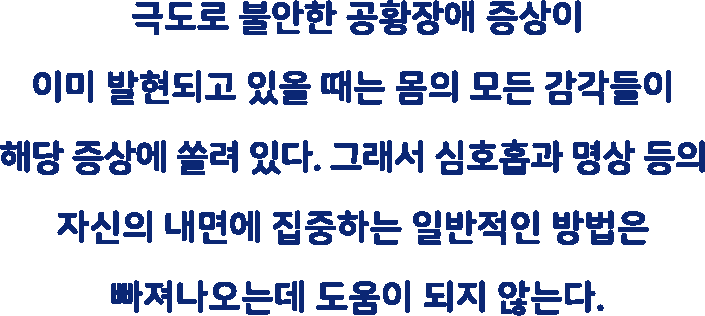 극도로 불안한 공황장애 증상이
이미 발현되고 있을 때는 몸의 모든 감각들이
해당 증상에 쏠려 있다. 그래서 심호흡과 명상 등의
자신의 내면에 집중하는 일반적인 방법은
빠져나오는데 도움이 되지 않는다.